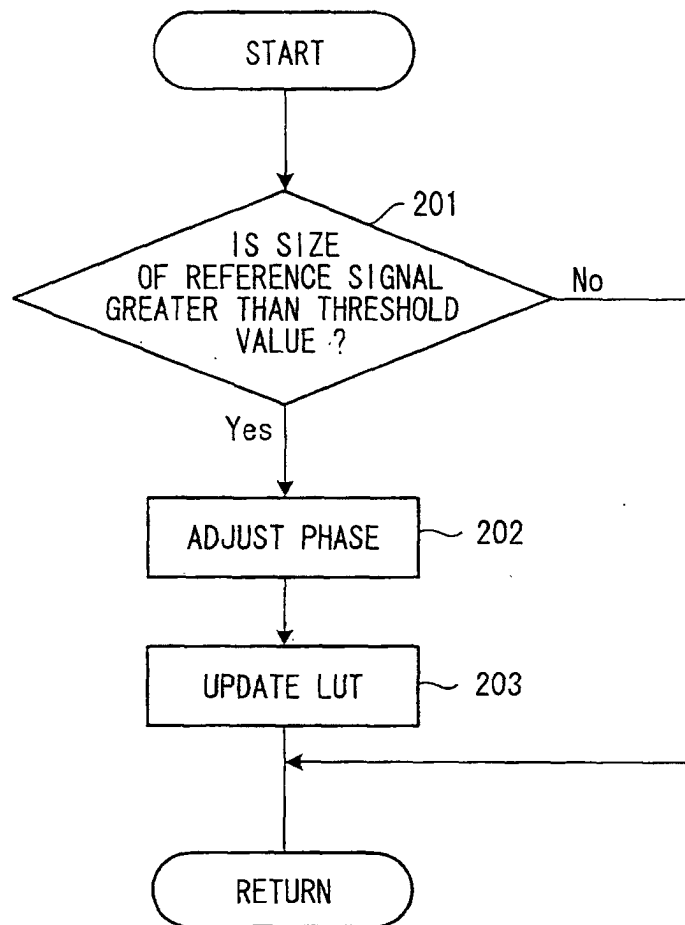 START
201
IS SIZE
OF REFERENCE SIGNAL
GREATER THAN THRESHOLD
VALUE ?
No
Yes
ADJUST PHASE
202
UPDATE LUT
203
RETURN